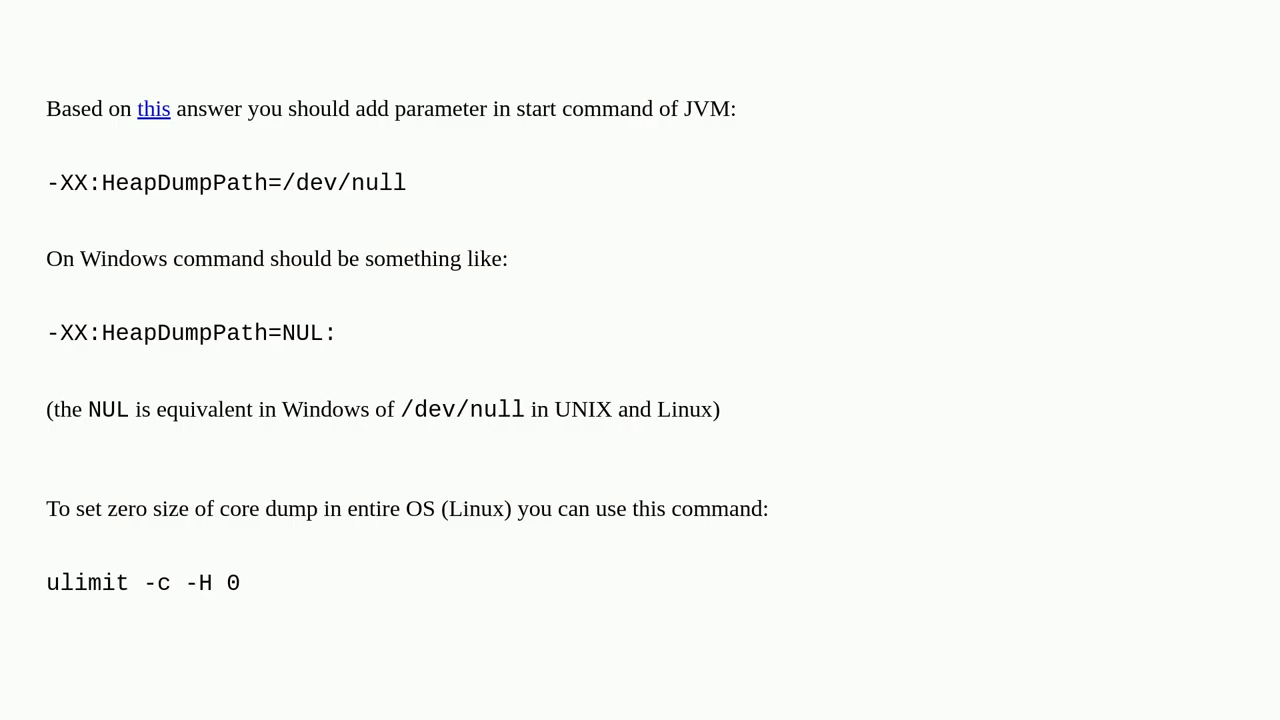 Based on this answer you should add parameter in start command of JVM:
-XX:HeapDumpPath=/dev/null
On Windows command should be something like:
-XX:HeapDumpPath=NUL:
(the NUL is equivalent in Windows of /dev/null in UNIX and Linux)
To set zero size of core dump in entire OS (Linux) you can use this command:
ulimit -c -H 0